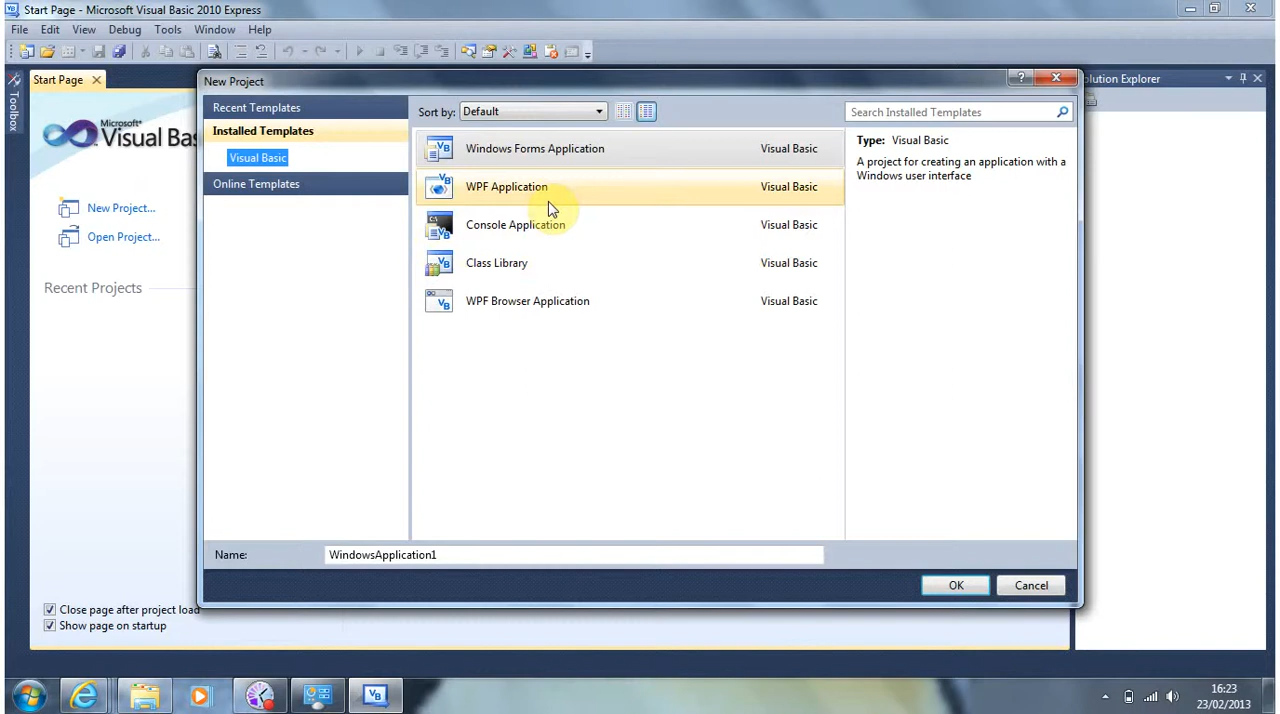 Start Page - Microsoft Visual Basic 2010 Express
File Edit View Debug Tools Window Help
Toolbox
Start Page
Microsoft®
Visual Bas
New Project...
Open Project...
Recent Projects
Close page after project load
Show page on startup
New Project
Recent Templates
Installed Templates
Visual Basic
Online Templates
Sort by: Default
Search Installed Templates
Windows Forms Application Visual Basic
WPF Application Visual Basic
Console Application Visual Basic
Class Library Visual Basic
WPF Browser Application Visual Basic
Type: Visual Basic
A project for creating an application with a
Windows user interface
Name: WindowsApplication1
OK Cancel
olution Explorer
16:23
23/02/2013